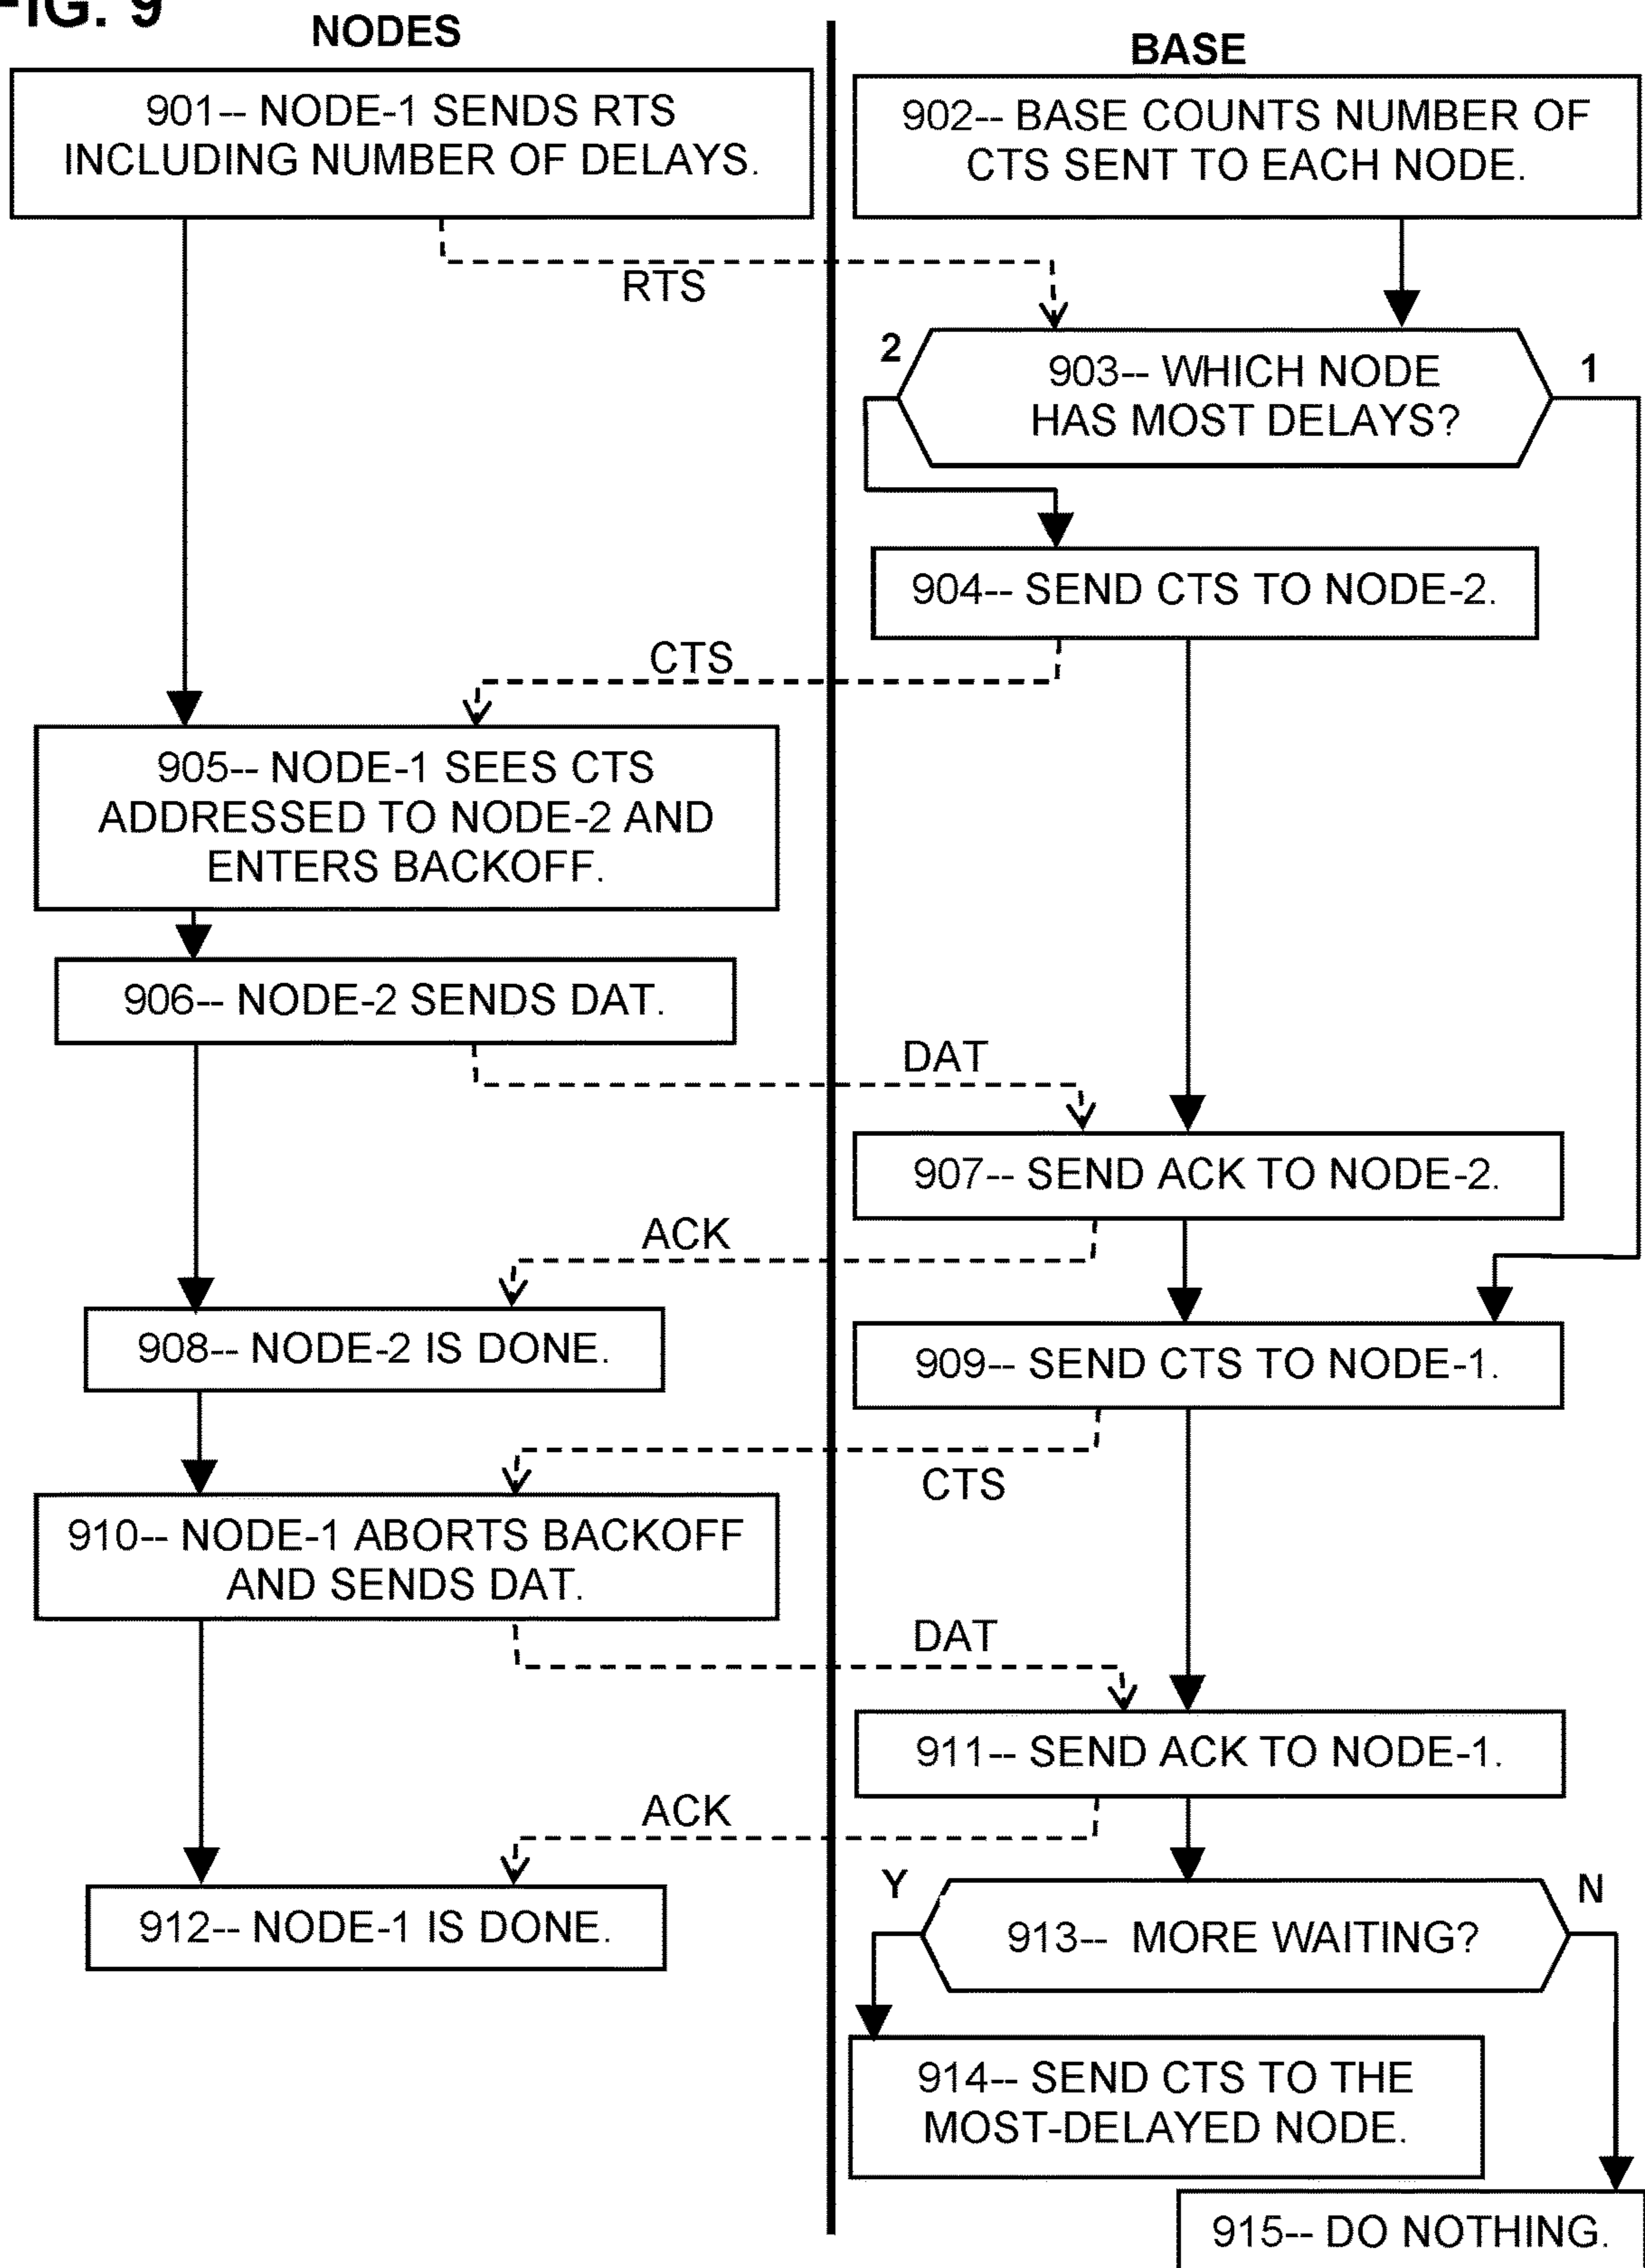 FIG. 9
NODES
BASE
901-- NODE-1 SENDS RTS
INCLUDING NUMBER OF DELAYS.
902-- BASE COUNTS NUMBER OF
CTS SENT TO EACH NODE.
RTS
2
903-- WHICH NODE
HAS MOST DELAYS?
1
904-- SEND CTS TO NODE-2.
CTS
905-- NODE-1 SEES CTS
ADDRESSED TO NODE-2 AND
ENTERS BACKOFF.
906-- NODE-2 SENDS DAT.
DAT
907-- SEND ACK TO NODE-2.
ACK
908-- NODE-2 IS DONE.
909-- SEND CTS TO NODE-1.
CTS
910-- NODE-1 ABORTS BACKOFF
AND SENDS DAT.
DAT
911-- SEND ACK TO NODE-1.
ACK
912-- NODE-1 IS DONE.
Y
913-- MORE WAITING?
N
914-- SEND CTS TO THE
MOST-DELAYED NODE.
915-- DO NOTHING.